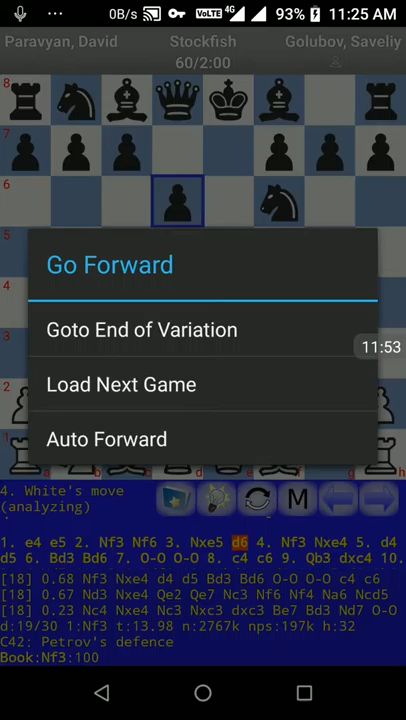 0B/s VoLTE 4G 93% 11:25 AM
Paravyan, David Stockfish Golubov, Saveliy
60/2:00
8
7
6
5
Go Forward
4
Goto End of Variation
11:53
3
Load Next Game
2
Auto Forward
1 a b c d e f g h
4. White's move
(analyzing)
M
1. e4 e5 2. Nf3 Nf6 3. Nxe5 d6 4. Nf3 Nxe4 5. d4
d5 6. Bd3 Bd6 7. O-O O-O 8. c4 c6 9. Qb3 dxc4 10.
[18] 0.68 Nf3 Nxe4 d4 d5 Bd3 Bd6 O-O O-O c4 c6
[18] 0.67 Nd3 Nxe4 Qe2 Qe7 Nc3 Nf6 Nf4 Na6 Ncd5
[18] 0.23 Nc4 Nxe4 Nc3 Nxc3 dxc3 Be7 Bd3 Nd7 O-O
d:19/30 1:Nf3 t:13.98 n:2767k nps:197k h:32
C42: Petrov's defence
Book:Nf3:100